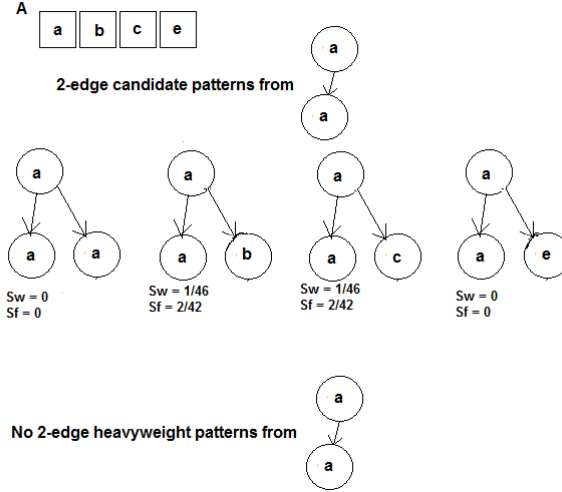 A
a b c e
2-edge candidate patterns from
a
a
a a a a
a a a b a c a e
Sw = 0 Sw = 1/46 Sw = 1/46 Sw = 0
Sf = 0 Sf = 2/42 Sf = 2/42 Sf = 0
a
No 2-edge heavyweight patterns from
a